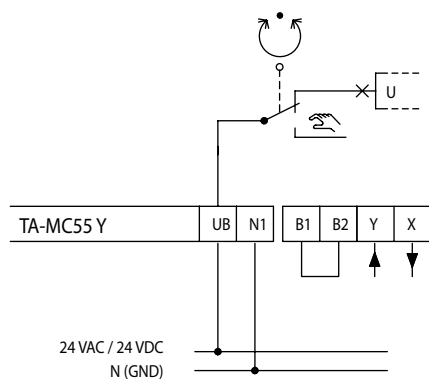 U
TA-MC55 Y
UB
N1
B1
B2
Y
X
24 VAC / 24 VDC
N (GND)